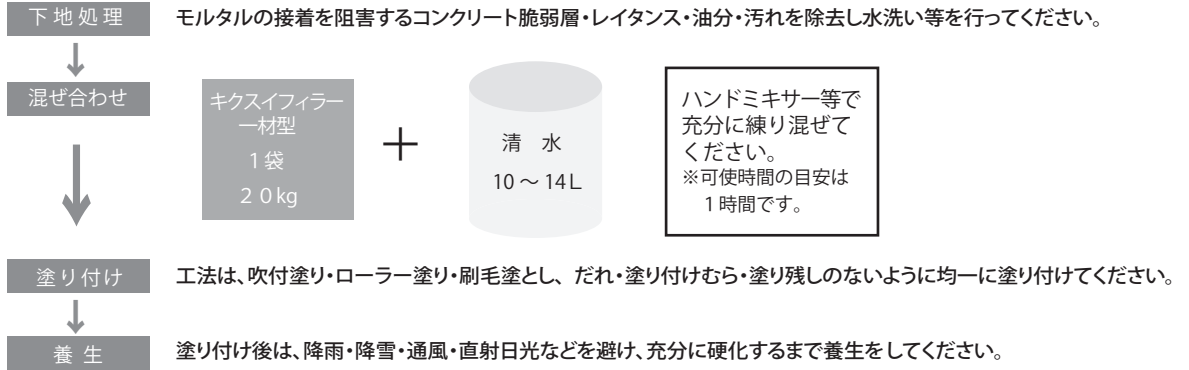 下地処理
モルタルの接着を阻害するコンクリート脆弱層・レイタンス・油分・汚れを除去し水洗い等を行ってください。
混ぜ合わせ
キクスイフィラー
一材型
1袋
20kg
＋
清 水
10～14L
ハンドミキサー等で
充分に練り混ぜて
ください。
※可使時間の目安は
1時間です。
塗り付け
工法は、吹付塗り・ローラー塗り・刷毛塗とし、だれ・塗り付けむら・塗り残しのないように均一に塗り付けてください。
養 生
塗り付け後は、降雨・降雪・通風・直射日光などを避け、充分に硬化するまで養生をしてください。